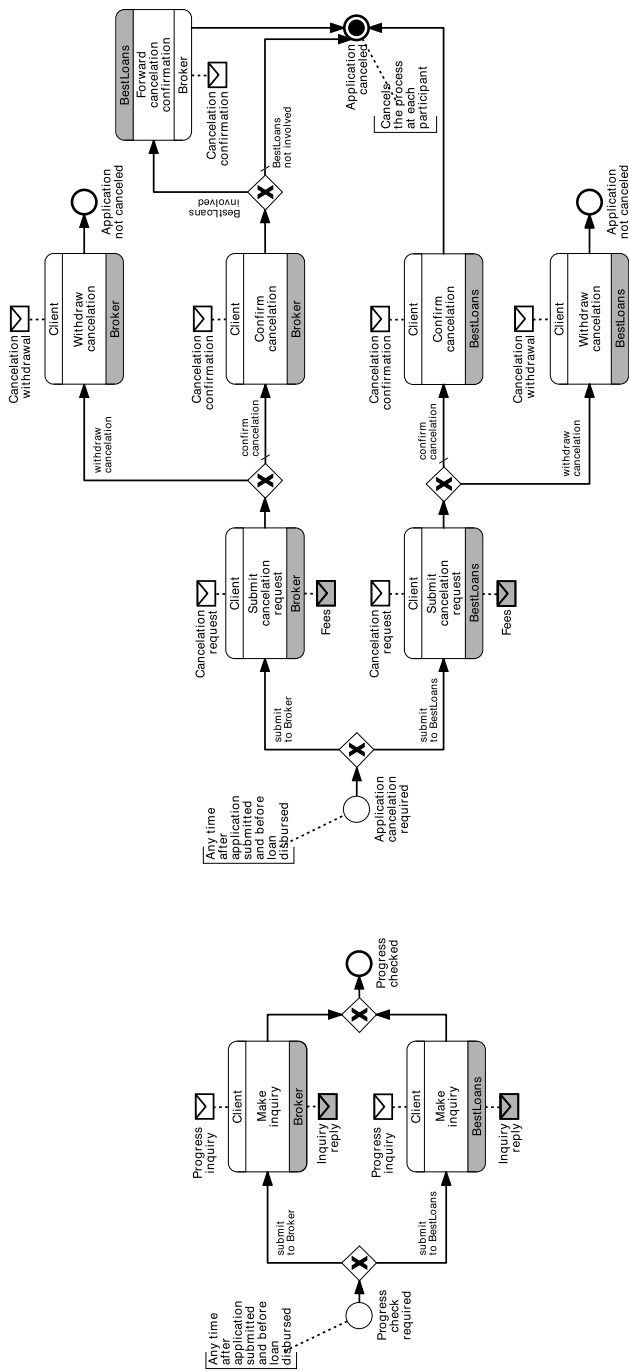 Any time
after
application
submitted
and before
loan
disbursed
Progress
check
required
submit
to Broker
submit
to BestLoans
Progress
inquiry
Client
Make
inquiry
Broker
Inquiry
reply
Progress
inquiry
Client
Make
inquiry
BestLoans
Inquiry
reply
Progress
checked
Any time
after
application
submitted
and before
loan
disbursed
Application
cancelation
required
submit
to Broker
submit
to BestLoans
Cancelation
request
Client
Submit
cancelation
request
Broker
Fees
Cancelation
request
Client
Submit
cancelation
request
BestLoans
Fees
withdraw
cancelation
confirm
cancelation
confirm
cancelation
withdraw
cancelation
Cancelation
withdrawal
Client
Withdraw
cancelation
Broker
Application
not canceled
Cancelation
confirmation
Client
Confirm
cancelation
Broker
BestLoans
involved
BestLoans
not involved
BestLoans
Forward
cancelation
confirmation
Broker
Cancelation
confirmation
Application
canceled
Cancels
the process
at each
participant
Cancelation
confirmation
Client
Confirm
cancelation
BestLoans
Cancelation
withdrawal
Client
Withdraw
cancelation
BestLoans
Application
not canceled